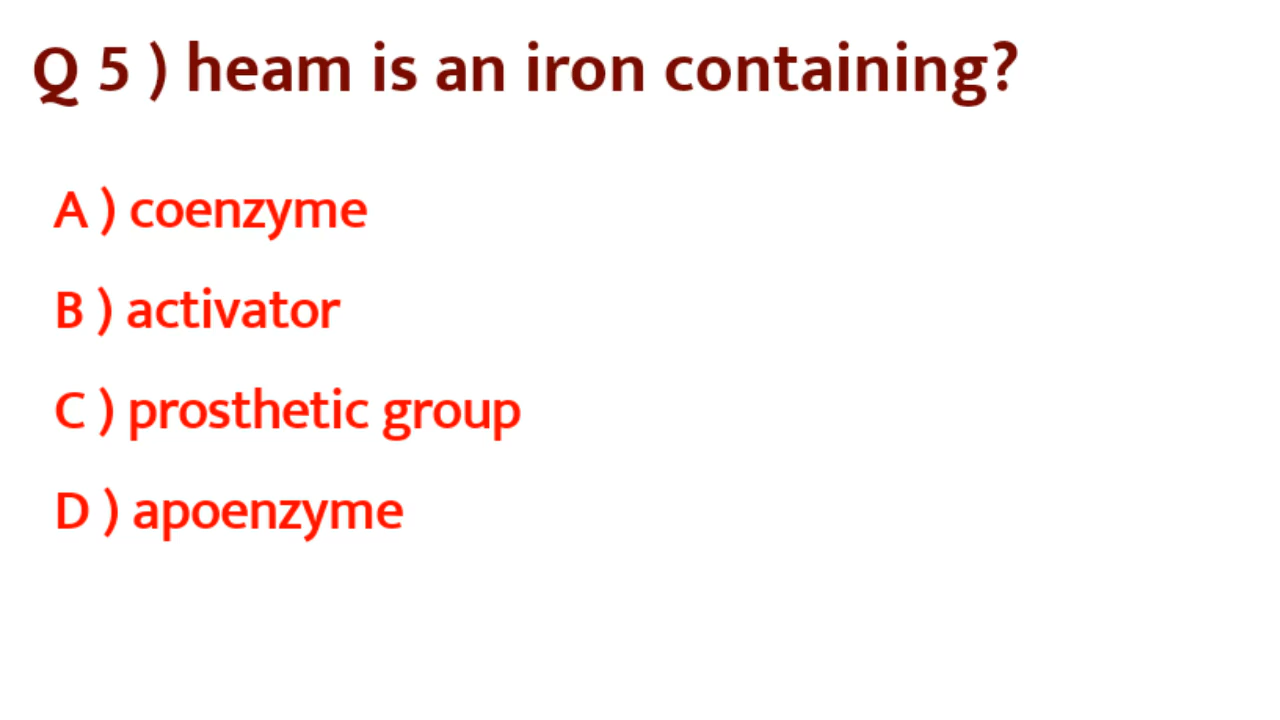 Q 5 ) heam is an iron containing?
A ) coenzyme
B ) activator
C ) prosthetic group
D ) apoenzyme